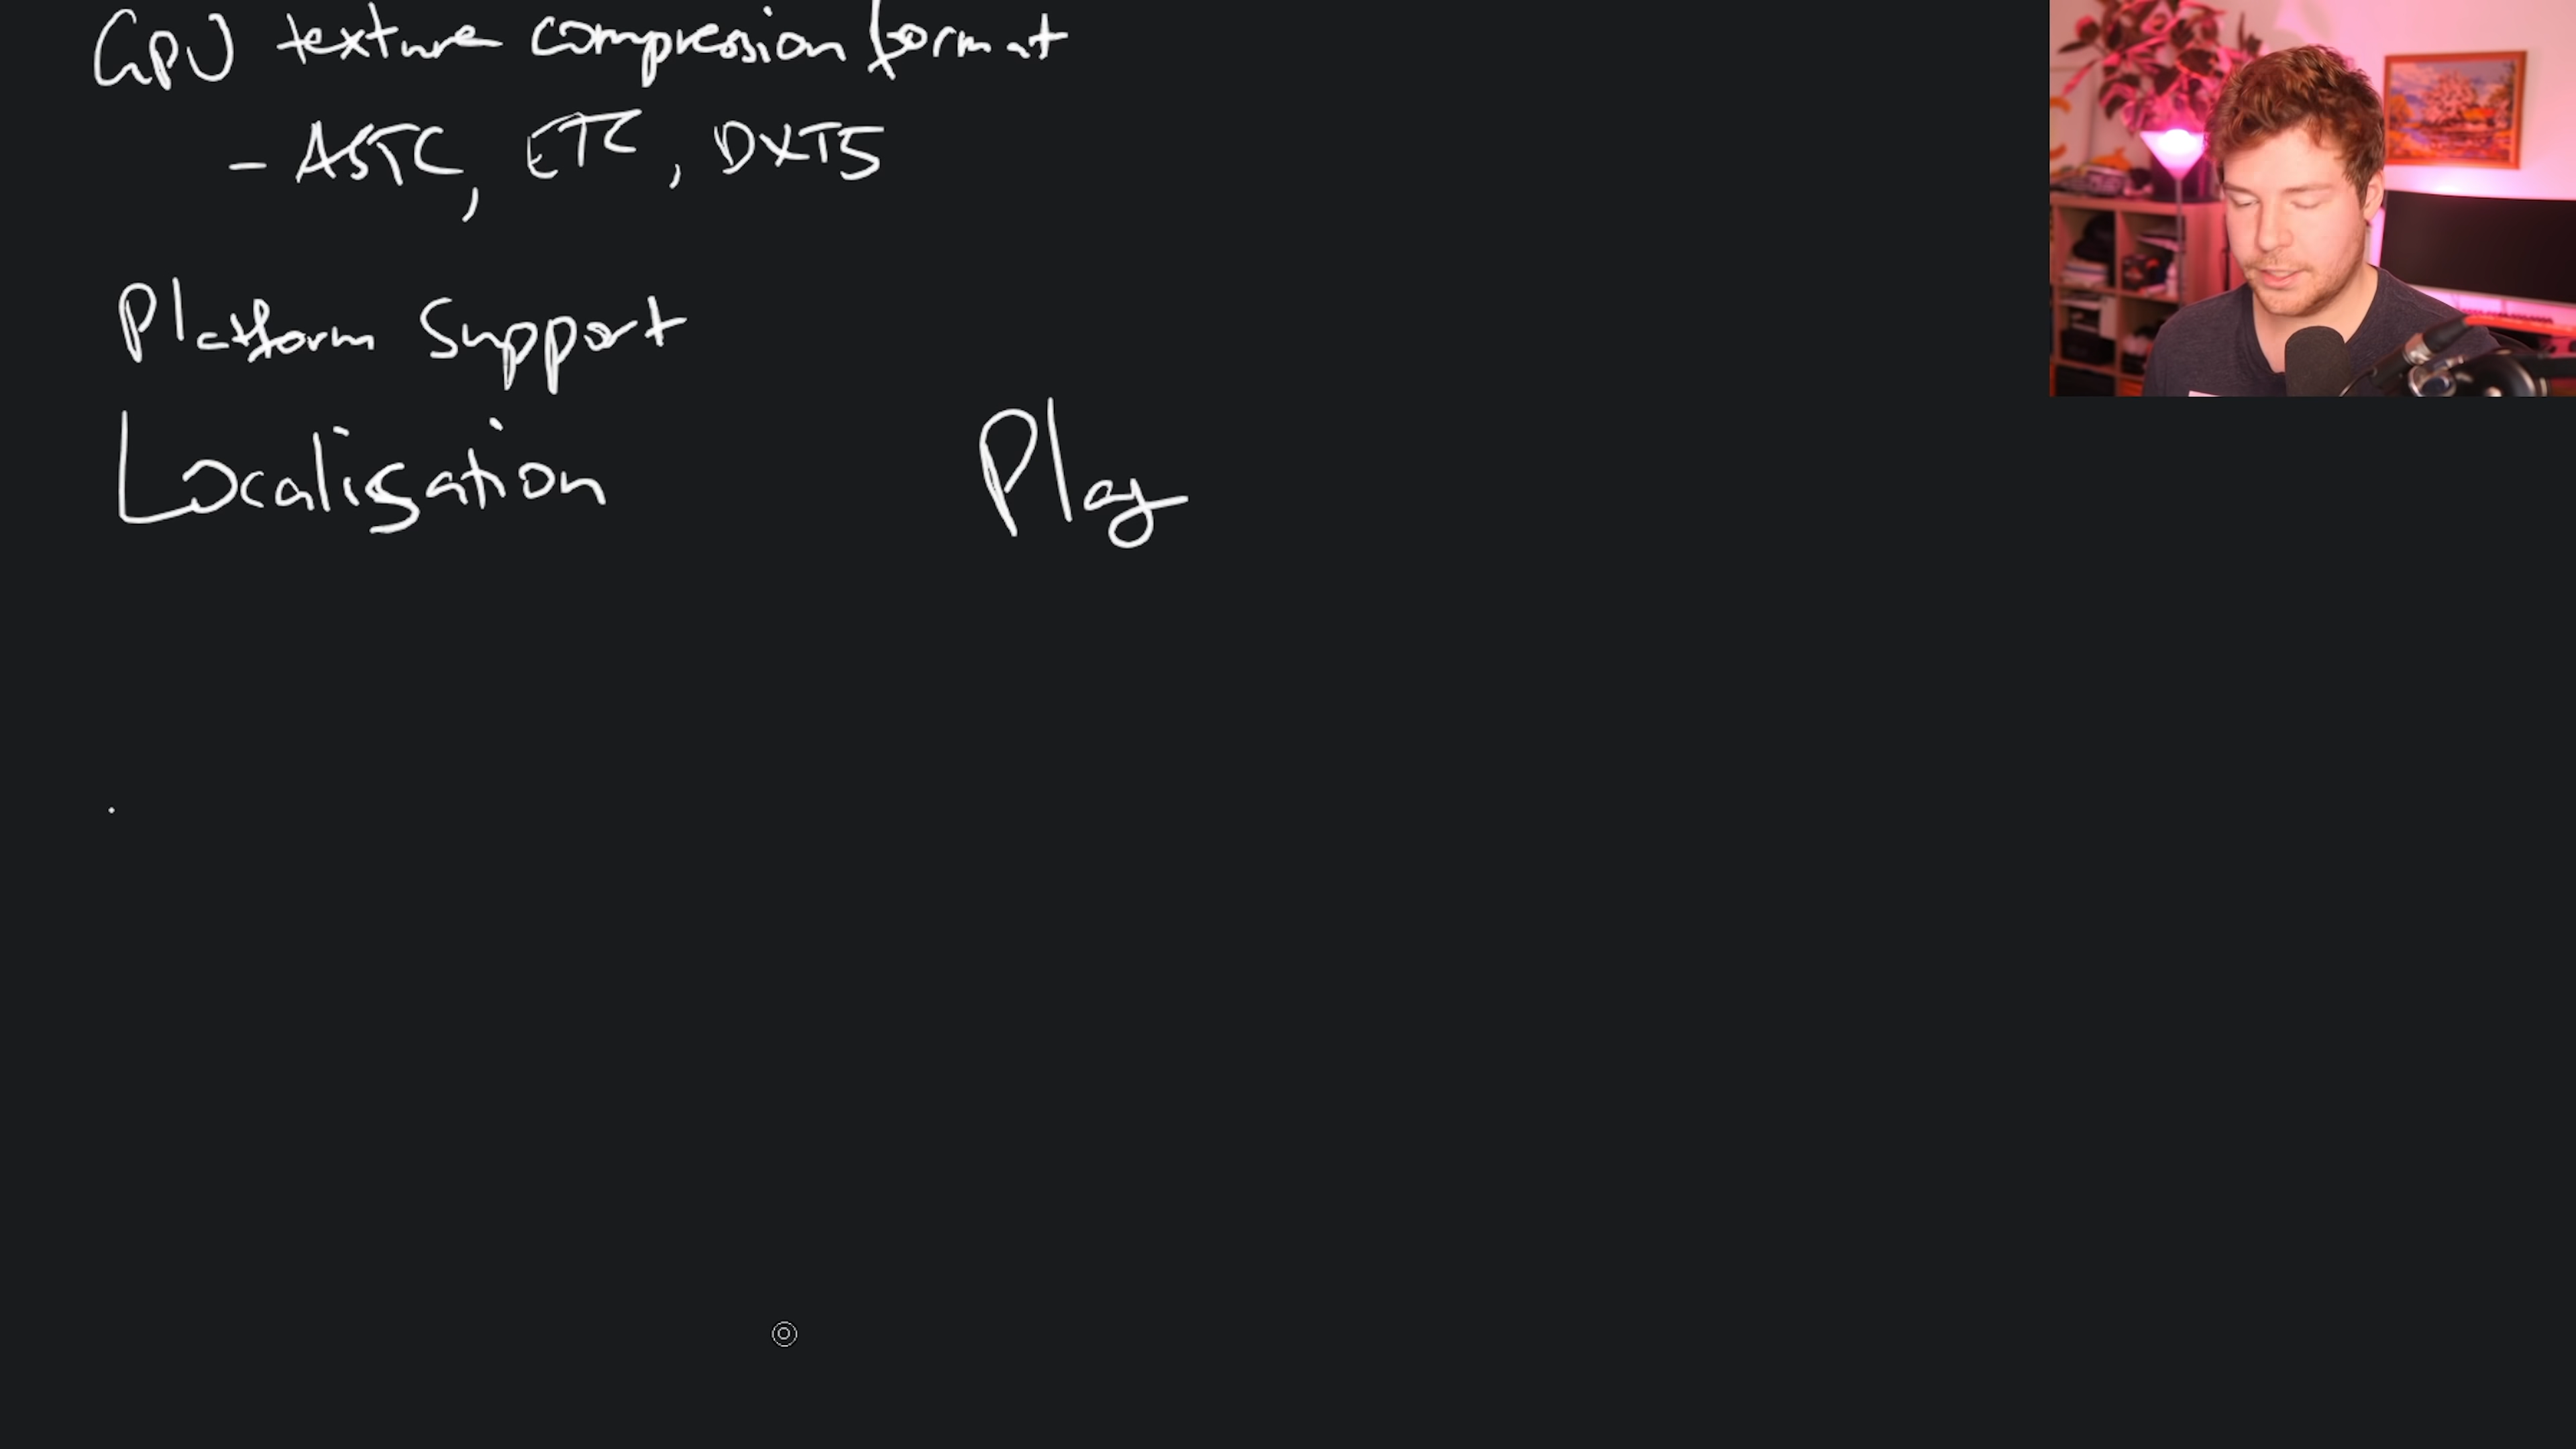 GPU texture compression format
- ASTC, ETC, DXT5
Platform Support
Localisation
Play